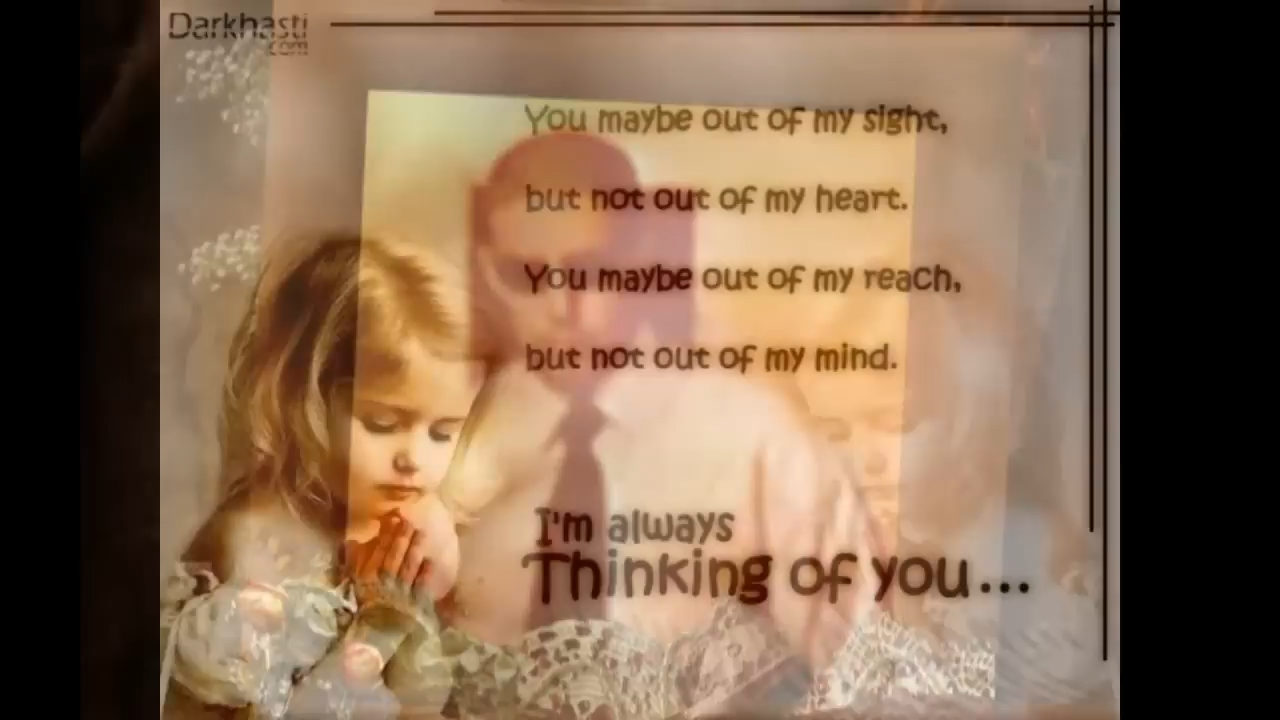 Darkhasti
.com
You maybe out of my sight,
but not out of my heart.
You maybe out of my reach,
but not out of my mind.
I'm always
Thinking of you...